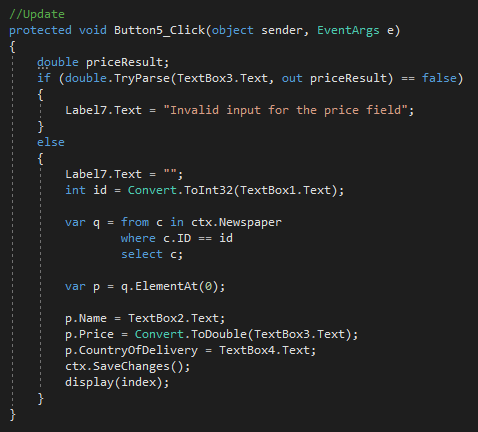 //Update
protected void Button5_Click(object sender, EventArgs e)
{
    double priceResult;
    if (double.TryParse(TextBox3.Text, out priceResult) == false)
    {
        Label7.Text = "Invalid input for the price field";
    }
    else
    {
        Label7.Text = "";
        int id = Convert.ToInt32(TextBox1.Text);

        var q = from c in ctx.Newspaper
                where c.ID == id
                select c;

        var p = q.ElementAt(0);

        p.Name = TextBox2.Text;
        p.Price = Convert.ToDouble(TextBox3.Text);
        p.CountryOfDelivery = TextBox4.Text;
        ctx.SaveChanges();
        display(index);
    }
}